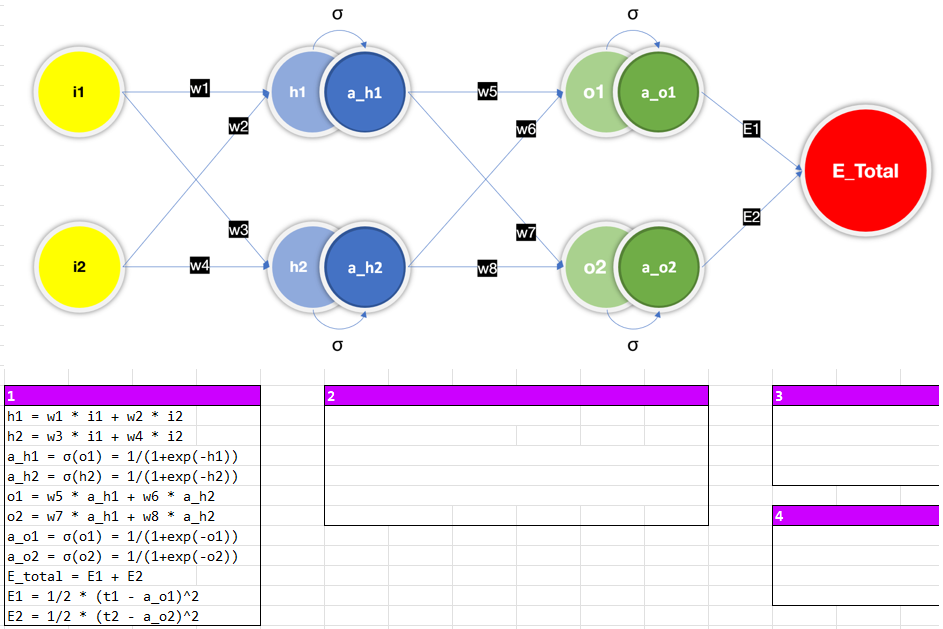 σ
σ
i1
w1
h1
a_h1
w5
o1
a_o1
w2
w6
E1
E_Total
w3
w7
E2
i2
w4
h2
a_h2
w8
o2
a_o2
σ
σ
1
h1 = w1 * i1 + w2 * i2
h2 = w3 * i1 + w4 * i2
a_h1 = σ(o1) = 1/(1+exp(-h1))
a_h2 = σ(h2) = 1/(1+exp(-h2))
o1 = w5 * a_h1 + w6 * a_h2
o2 = w7 * a_h1 + w8 * a_h2
a_o1 = σ(o1) = 1/(1+exp(-o1))
a_o2 = σ(o2) = 1/(1+exp(-o2))
E_total = E1 + E2
E1 = 1/2 * (t1 - a_o1)^2
E2 = 1/2 * (t2 - a_o2)^2
2
3
4